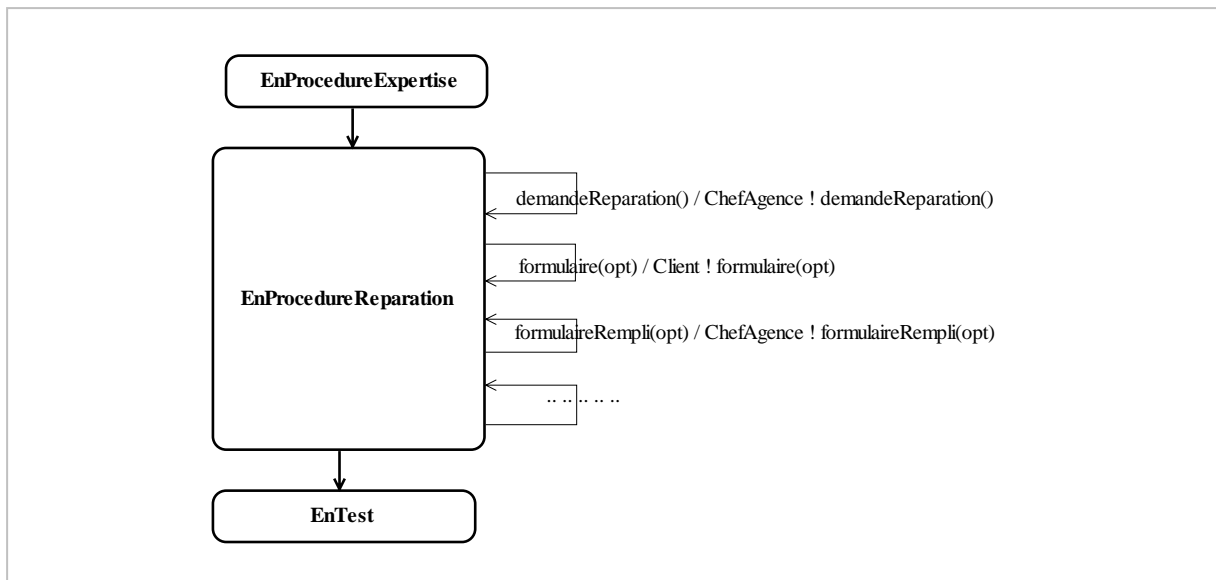 EnProcedureExpertise
demandeReparation() / ChefAgence ! demandeReparation()
formulaire(opt) / Client ! formulaire(opt)
EnProcedureReparation
formulaireRempli(opt) / ChefAgence ! formulaireRempli(opt)
.. .. .. .. ..
EnTest